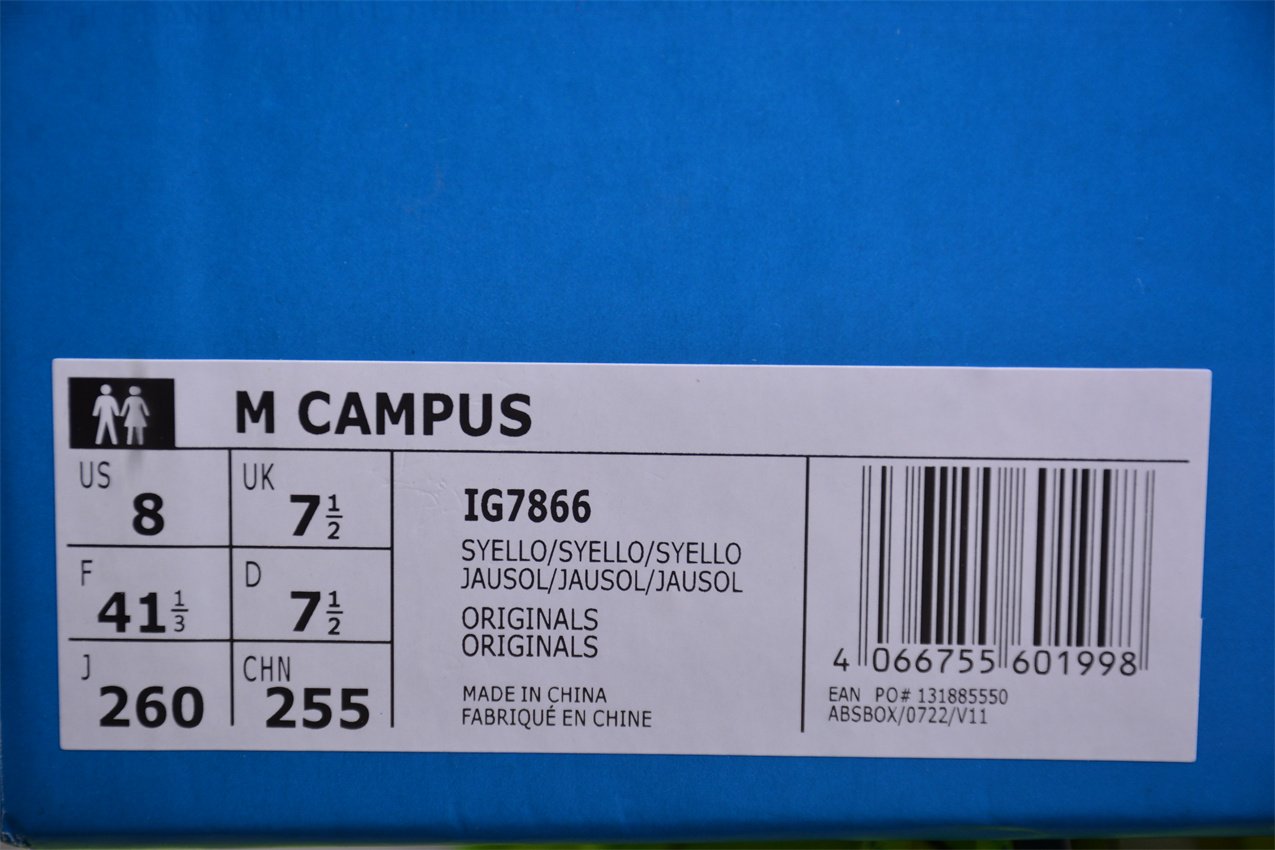 M CAMPUS
US
8
UK
7 1/2
F
41 1/3
D
7 1/2
J
260
CHN
255
IG7866
SYELLO/SYELLO/SYELLO
JAUSOL/JAUSOL/JAUSOL
ORIGINALS
ORIGINALS
MADE IN CHINA
FABRIQUÉ EN CHINE
4 066755 601998
EAN PO# 131885550
ABSBOX/0722/V11